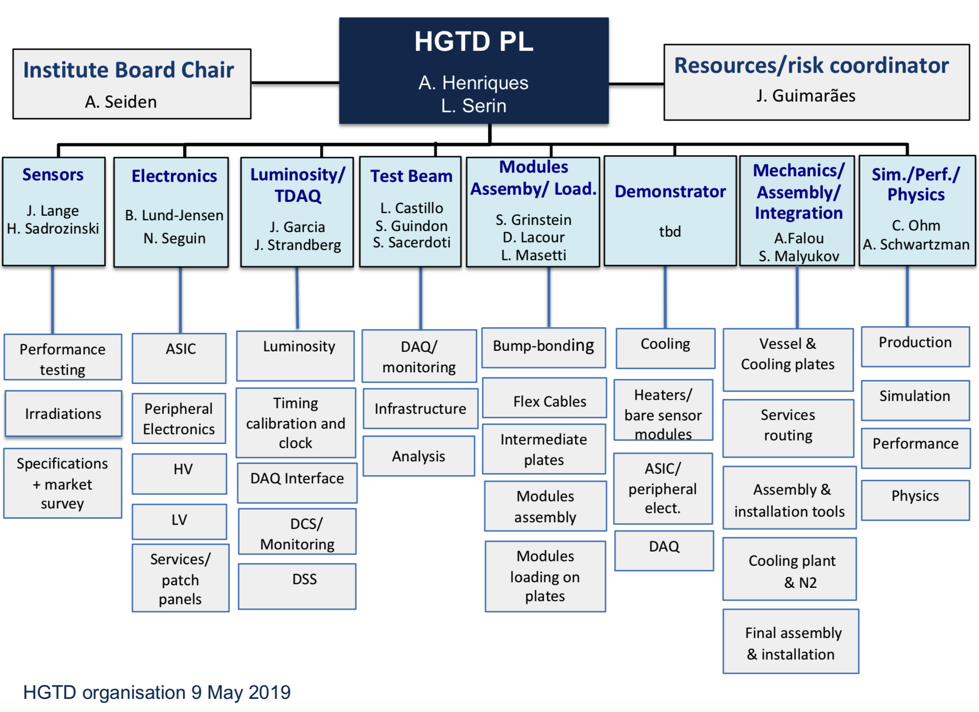 HGTD PL
A. Henriques
L. Serin
Institute Board Chair
A. Seiden
Resources/risk coordinator
J. Guimarães
Sensors
J. Lange
H. Sadrozinski
Performance
testing
Irradiations
Specifications
+ market
survey
Electronics
B. Lund-Jensen
N. Seguin
ASIC
Peripheral
Electronics
HV
LV
Services/
patch
panels
Luminosity/
TDAQ
J. Garcia
J. Strandberg
Luminosity
Timing
calibration and
clock
DAQ Interface
DCS/
Monitoring
DSS
Test Beam
L. Castillo
S. Guindon
S. Sacerdoti
DAQ/
monitoring
Infrastructure
Analysis
Modules
Assemby/ Load.
S. Grinstein
D. Lacour
L. Masetti
Bump-bonding
Flex Cables
Intermediate
plates
Modules
assembly
Modules
loading on
plates
Demonstrator
tbd
Cooling
Heaters/
bare sensor
modules
ASIC/
peripheral
elect.
DAQ
Mechanics/
Assembly/
Integration
A.Falou
S. Malyukov
Vessel &
Cooling plates
Services
routing
Assembly &
installation tools
Cooling plant
& N2
Final assembly
& installation
Sim./Perf./
Physics
C. Ohm
A. Schwartzman
Production
Simulation
Performance
Physics
HGTD organisation 9 May 2019